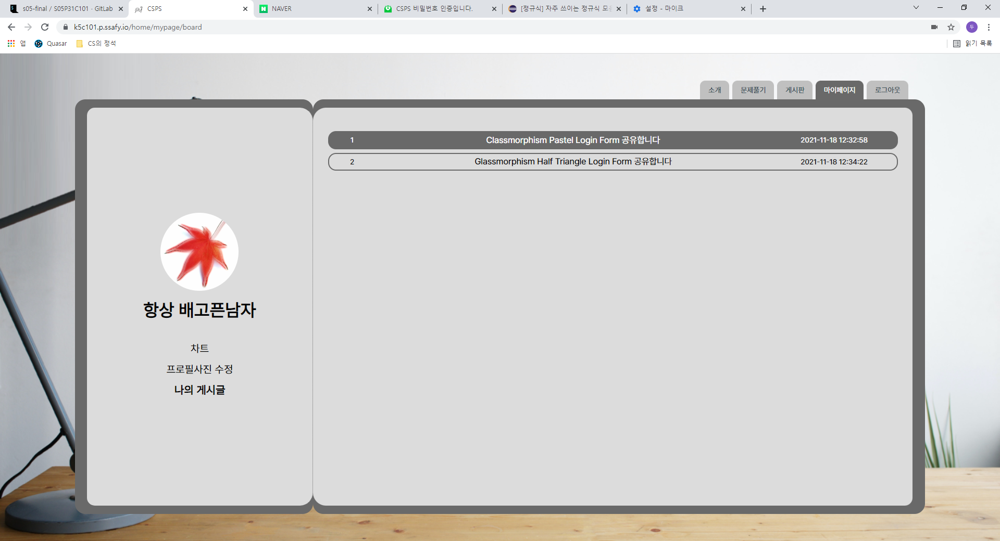 s05-final / S05P31C101 · GitLab
CSPS
NAVER
CSPS 비밀번호 인증입니다.
[정규식] 자주 쓰이는 정규식 모음
설정 - 마이크
k5c101.p.ssafy.io/home/mypage/board
두
앱
Quasar
CS의 정석
읽기 목록
소개
문제풀기
게시판
마이페이지
로그아웃
1 Classmorphism Pastel Login Form 공유합니다 2021-11-18 12:32:58
2 Glassmorphism Half Triangle Login Form 공유합니다 2021-11-18 12:34:22
항상 배고픈남자
차트
프로필사진 수정
나의 게시글